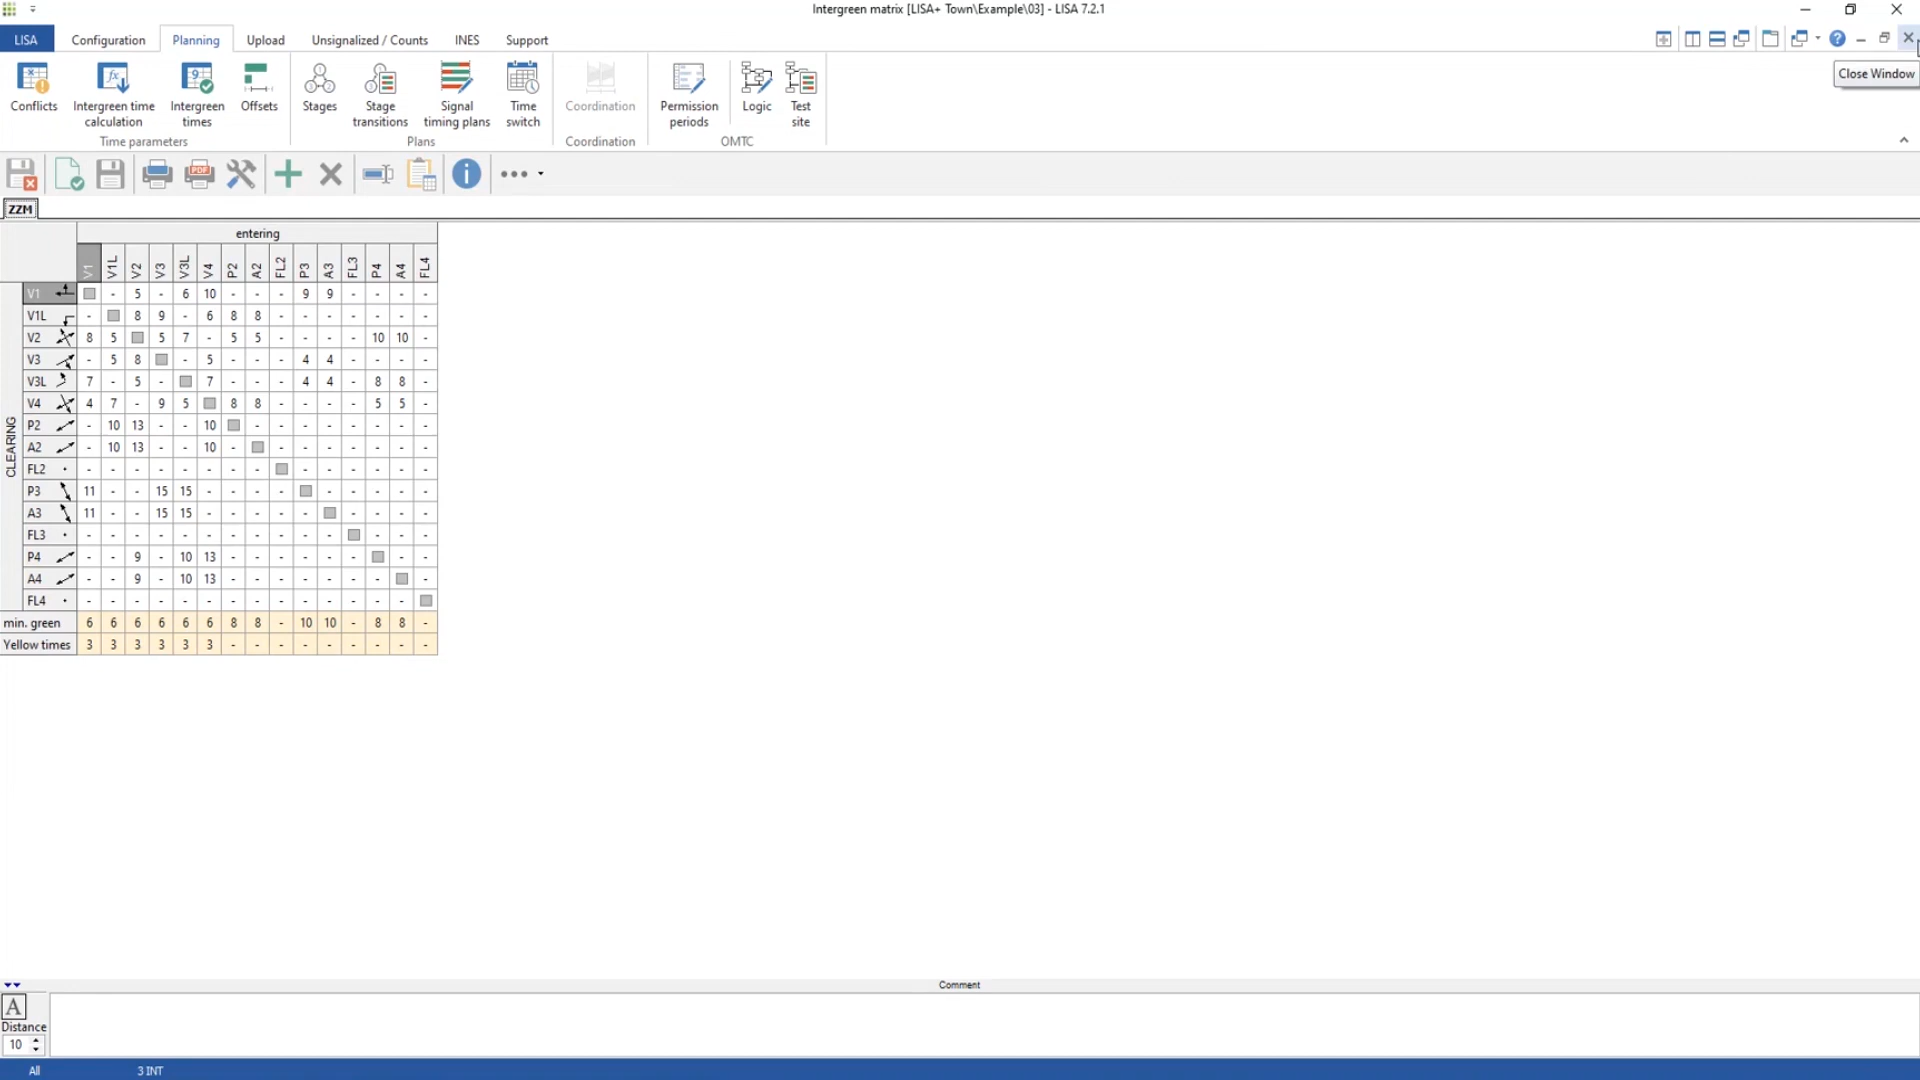 Intergreen matrix [LISA+ Town\Example\03] - LISA 7.2.1
LISA Configuration Planning Upload Unsignalized / Counts INES Support
Close Window
Conflicts Intergreen time calculation Intergreen times Offsets Stages Stage transitions Signal timing plans Time switch Coordination Permission periods Logic Test site
Time parameters Plans Coordination OMTC
PDF
ZZM
entering
V1 V1L V2 V3 V3L V4 P2 A2 FL2 P3 A3 FL3 P4 A4 FL4
CLEARING
V1 - 5 - 6 10 - - - 9 9 - - - -
V1L - 8 9 - 6 8 8 - - - - - - -
V2 8 5 5 7 - 5 5 - - - - 10 10 -
V3 - 5 8 - 5 - - - 4 4 - - - -
V3L 7 - 5 - 7 - - - 4 4 - 8 8 -
V4 4 7 - 9 5 8 8 - - - - 5 5 -
P2 - 10 13 - - 10 - - - - - - - -
A2 - 10 13 - - 10 - - - - - - - -
FL2 · - - - - - - - - - - - - - -
P3 11 - - 15 15 - - - - - - - - -
A3 11 - - 15 15 - - - - - - - - -
FL3 · - - - - - - - - - - - - - -
P4 - - 9 - 10 13 - - - - - - - -
A4 - - 9 - 10 13 - - - - - - - -
FL4 · - - - - - - - - - - - - - -
min. green 6 6 6 6 6 6 8 8 - 10 10 - 8 8 -
Yellow times 3 3 3 3 3 3 - - - - - - - - -
Comment
A
Distance
10
All 3 INT